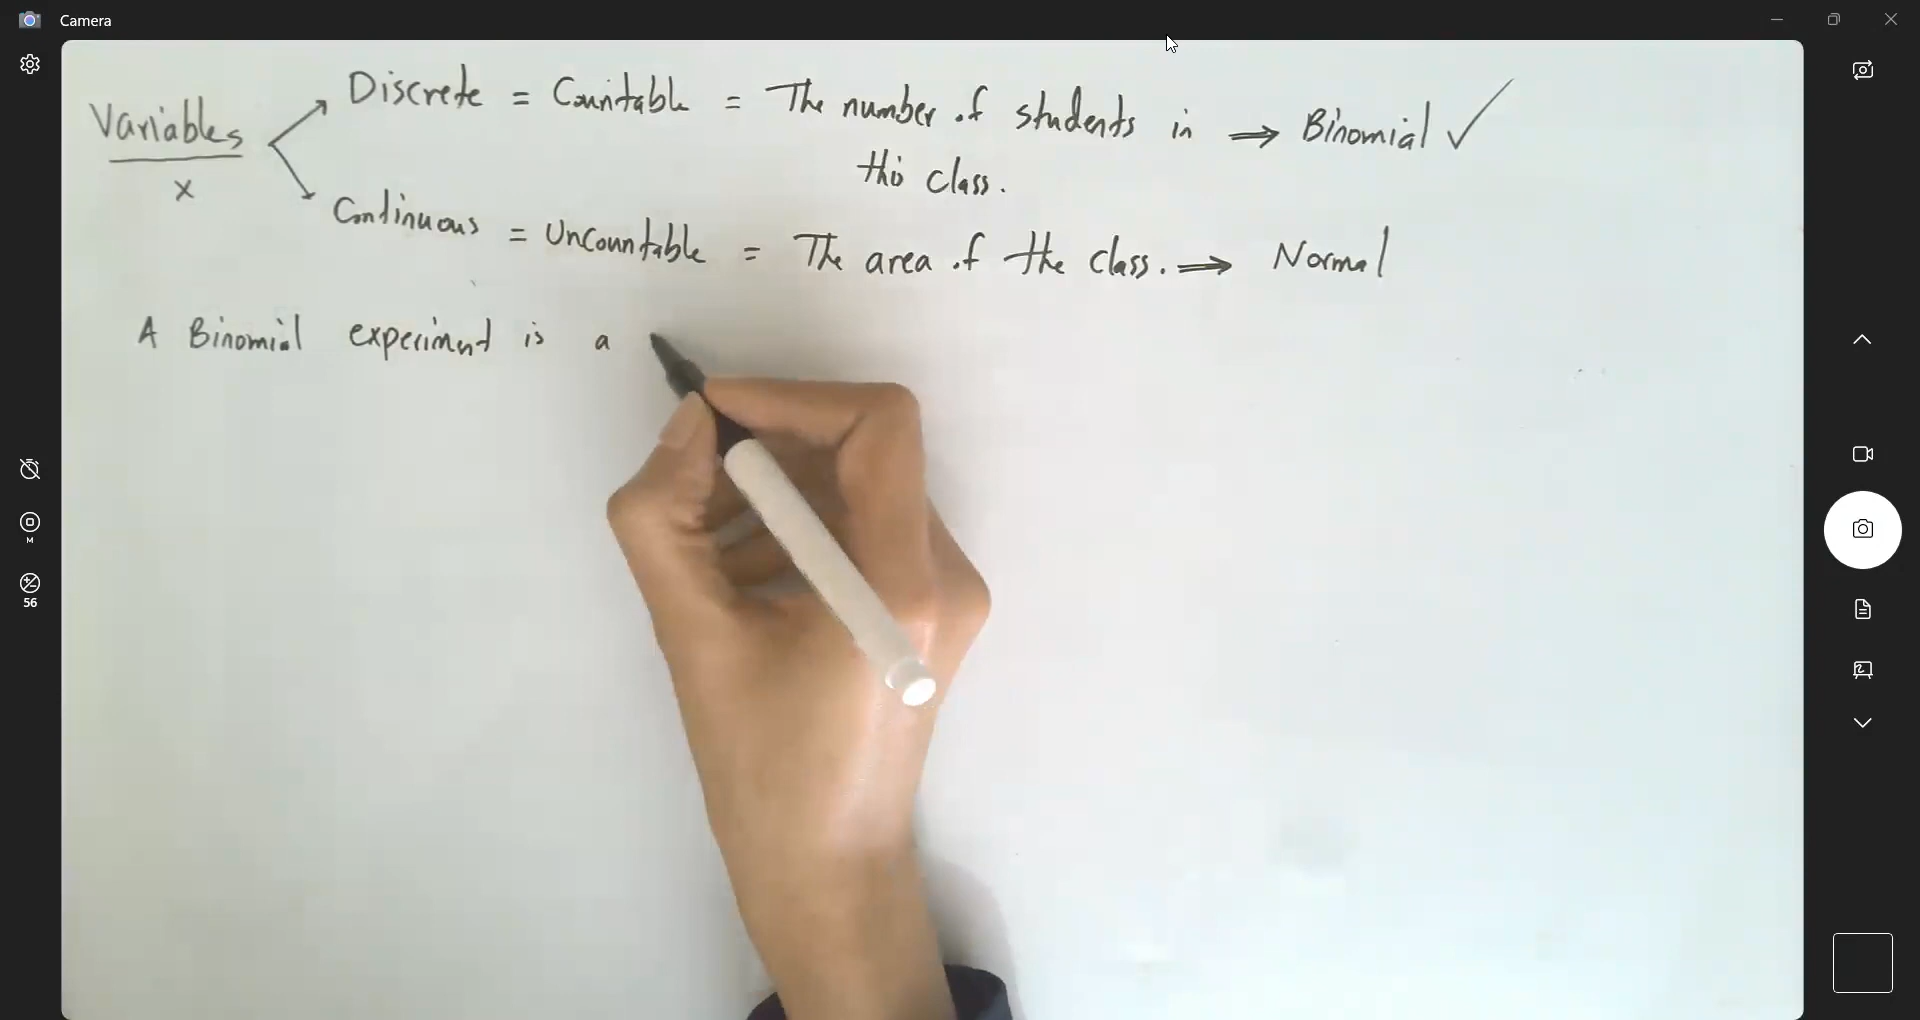 Camera
Variables
x
Discrete = Countable = The number of students in ⇒ Binomial ✓
this class.
Continuous = Uncountable = The area of the class. ⇒ Normal
A Binomial experiment is a
M
56